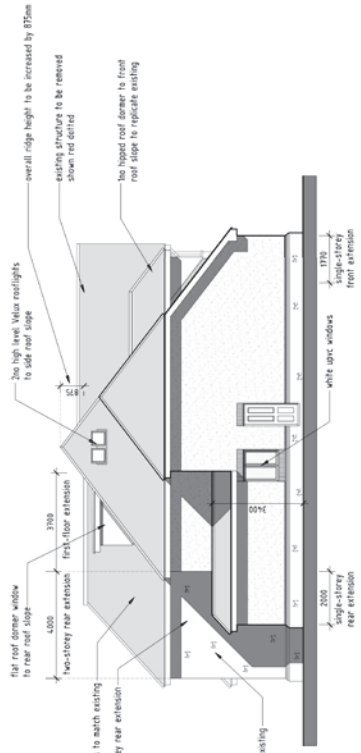 overall ridge height to be increased by 875mm
existing structure to be removed
shown red dotted
1no hipped roof dormer to front
roof slope to replicate existing
2no high level Velux rooflights
to side roof slope
875
flat roof dormer window
to rear roof slope
3700
first-floor extension
4000
two-storey rear extension
to match existing
rear extension
existing
3400
2000
single-storey
rear extension
white upvc windows
1770
single-storey
front extension